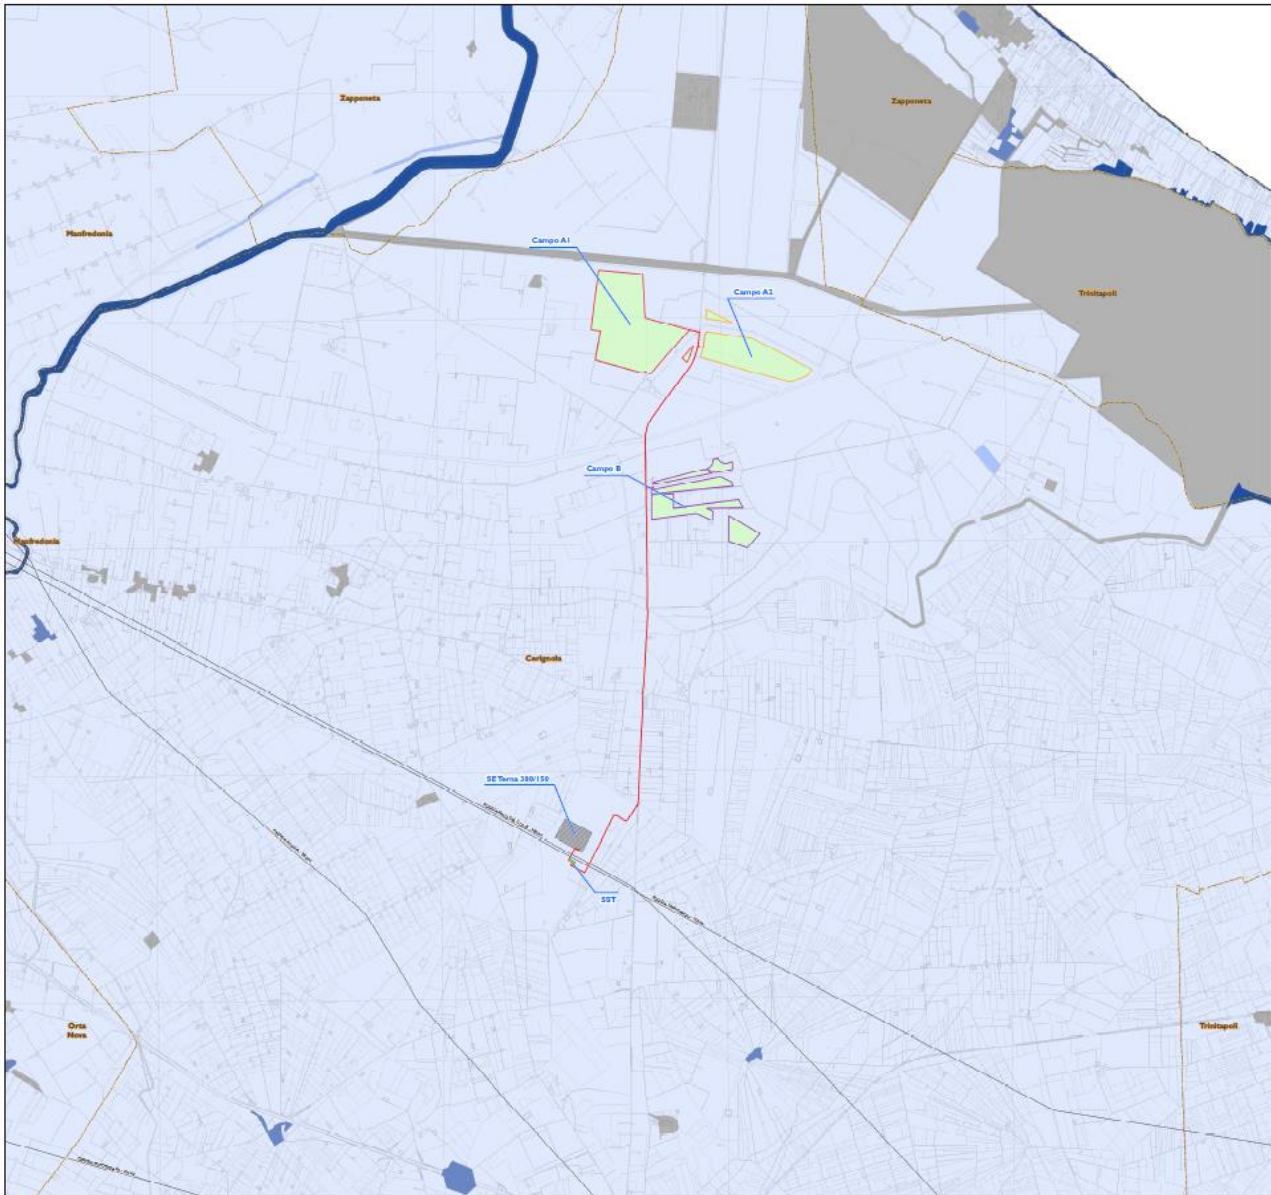 Zapponeta
Zapponeta
Manfredonia
Campo A1
Campo A2
Trinitapoli
Campo B
Manfredonia
Cerignola
SE Terna 380/150
SST
Orta
Nova
Trinitapoli